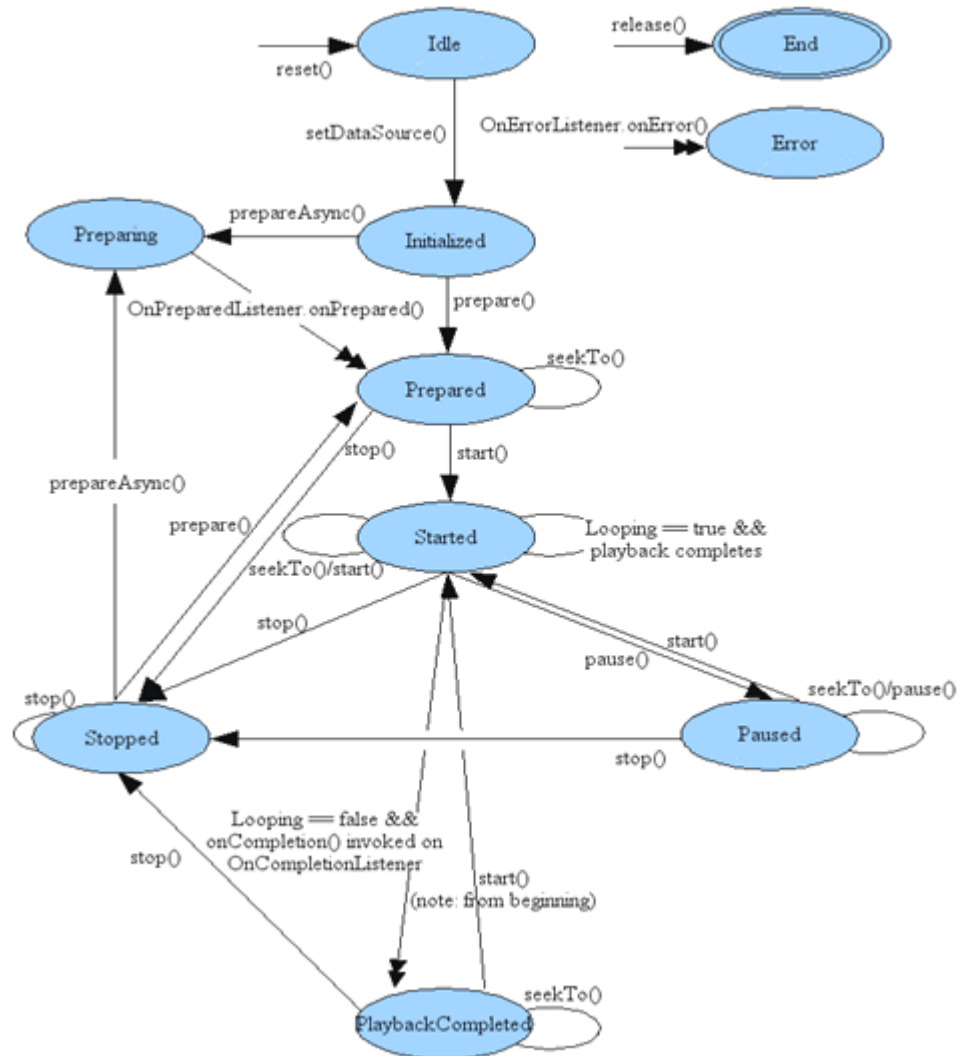 Idle
reset()
release()
End
setDataSource()
OnErrorListener.onError()
Error
Preparing
prepareAsync()
Initialized
OnPreparedListener.onPrepared()
prepare()
Prepared
seekTo()
stop()
start()
prepareAsync()
prepare()
Started
Looping == true &&
playback completes
seekTo()/start()
stop()
start()
pause()
stop()
Stopped
seekTo()/pause()
Paused
stop()
Looping == false &&
onCompletion() invoked on
OnCompletionListener
stop()
start()
(note: from beginning)
PlaybackCompleted
seekTo()